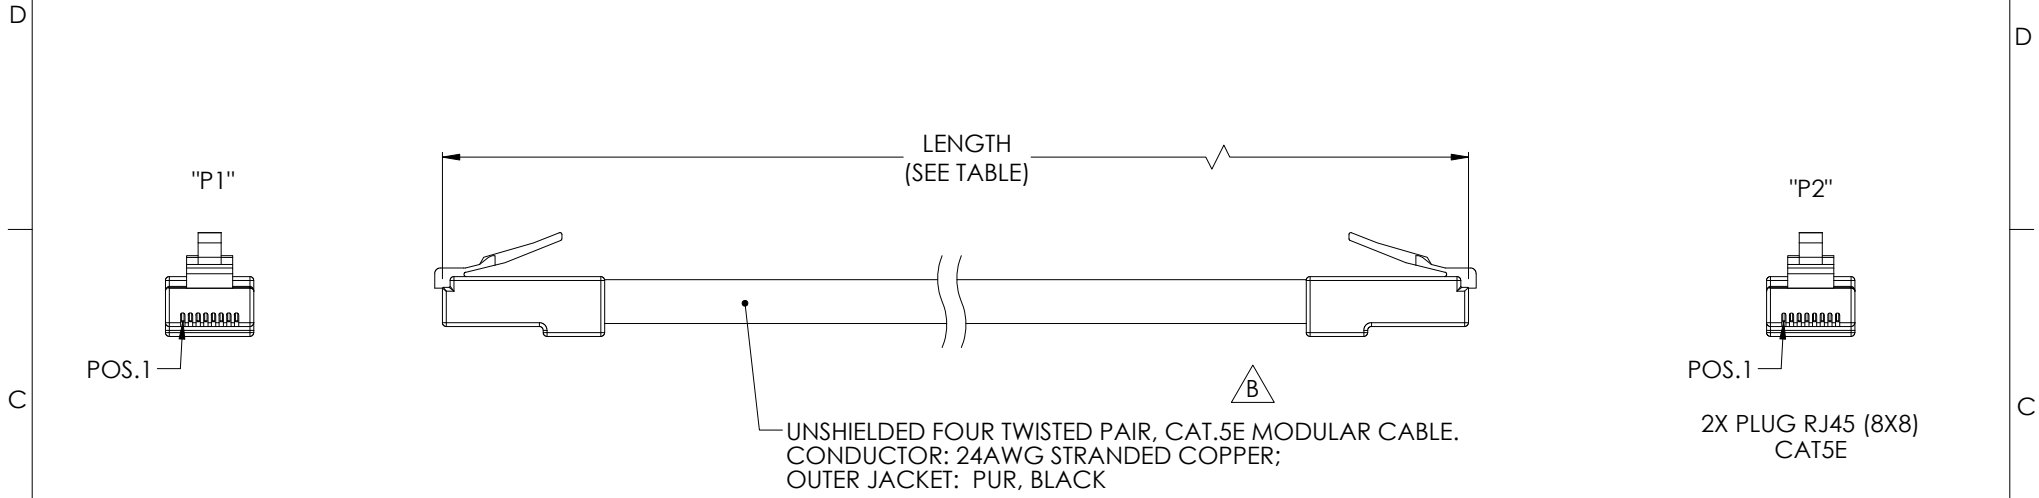 D
D
LENGTH
(SEE TABLE)
"P1"
"P2"
POS.1
POS.1
B
C
C
UNSHIELDED FOUR TWISTED PAIR, CAT.5E MODULAR CABLE.
CONDUCTOR: 24AWG STRANDED COPPER;
OUTER JACKET: PUR, BLACK
2X PLUG RJ45 (8X8)
CAT5E